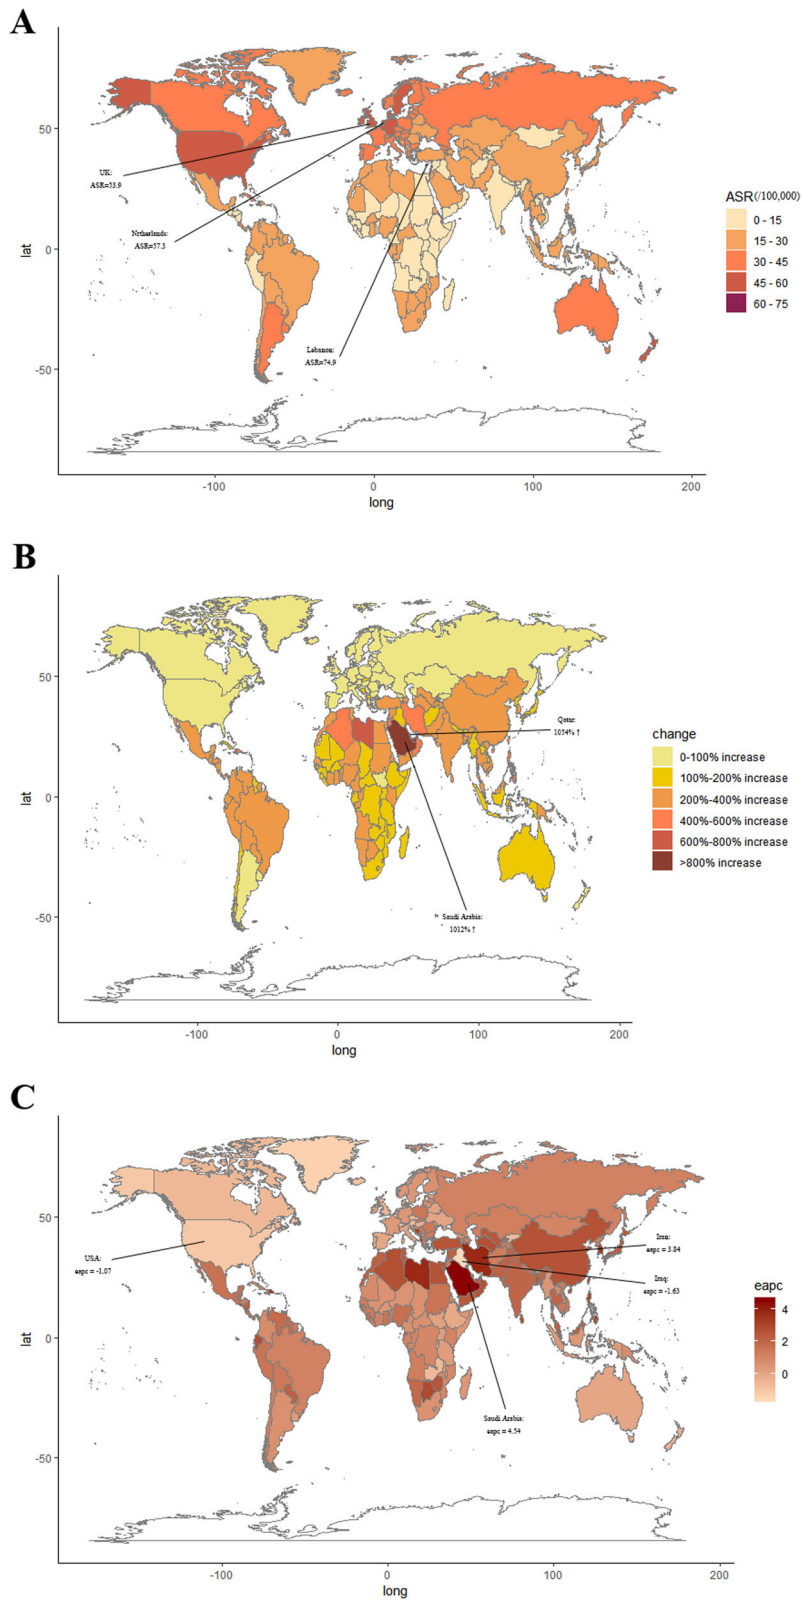 A
50
0
-50
lat
-100
0
100
200
long
UK:
ASR=53.9
Nrtherlands:
ASR=57.3
Lebanon:
ASR=74.9
ASR(/100,000)
0 - 15
15 - 30
30 - 45
45 - 60
60 - 75
B
50
0
-50
lat
-100
0
100
200
long
Qatar:
1054% ↑
Saudi Arabia:
1012% ↑
change
0-100% increase
100%-200% increase
200%-400% increase
400%-600% increase
600%-800% increase
>800% increase
C
50
0
-50
lat
-100
0
100
200
long
USA:
eapc = -1.07
Iran:
eapc = 3.84
Iraq:
eapc = -1.63
Saudi Arabia:
eapc = 4.54
eapc
4
2
0